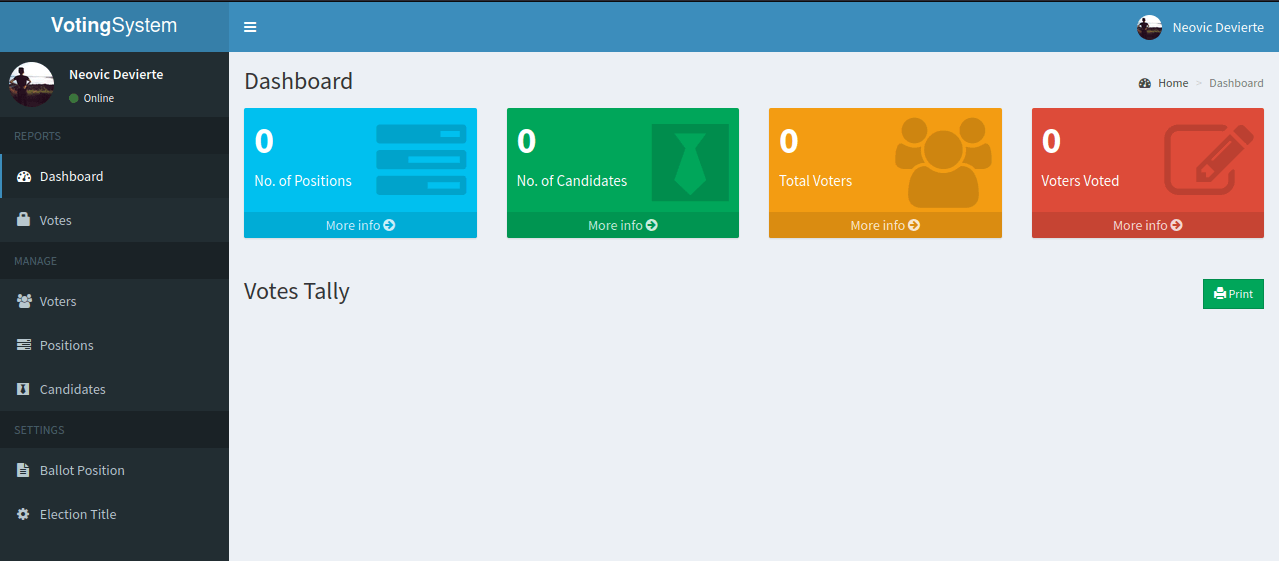 VotingSystem
Neovic Devierte
Neovic Devierte
Online
REPORTS
Dashboard
Votes
MANAGE
Voters
Positions
Candidates
SETTINGS
Ballot Position
Election Title
Dashboard
Home > Dashboard
0
No. of Positions
More info
0
No. of Candidates
More info
0
Total Voters
More info
0
Voters Voted
More info
Votes Tally
Print